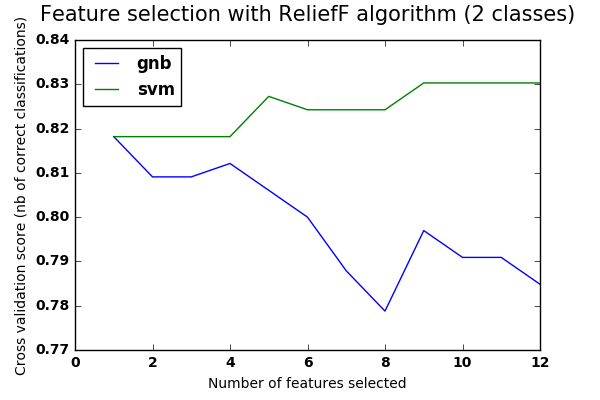 Feature selection with ReliefF algorithm (2 classes)
Cross validation score (nb of correct classifications)
0.84
0.83
0.82
0.81
0.80
0.79
0.78
0.77
gnb
svm
0 2 4 6 8 10 12
Number of features selected